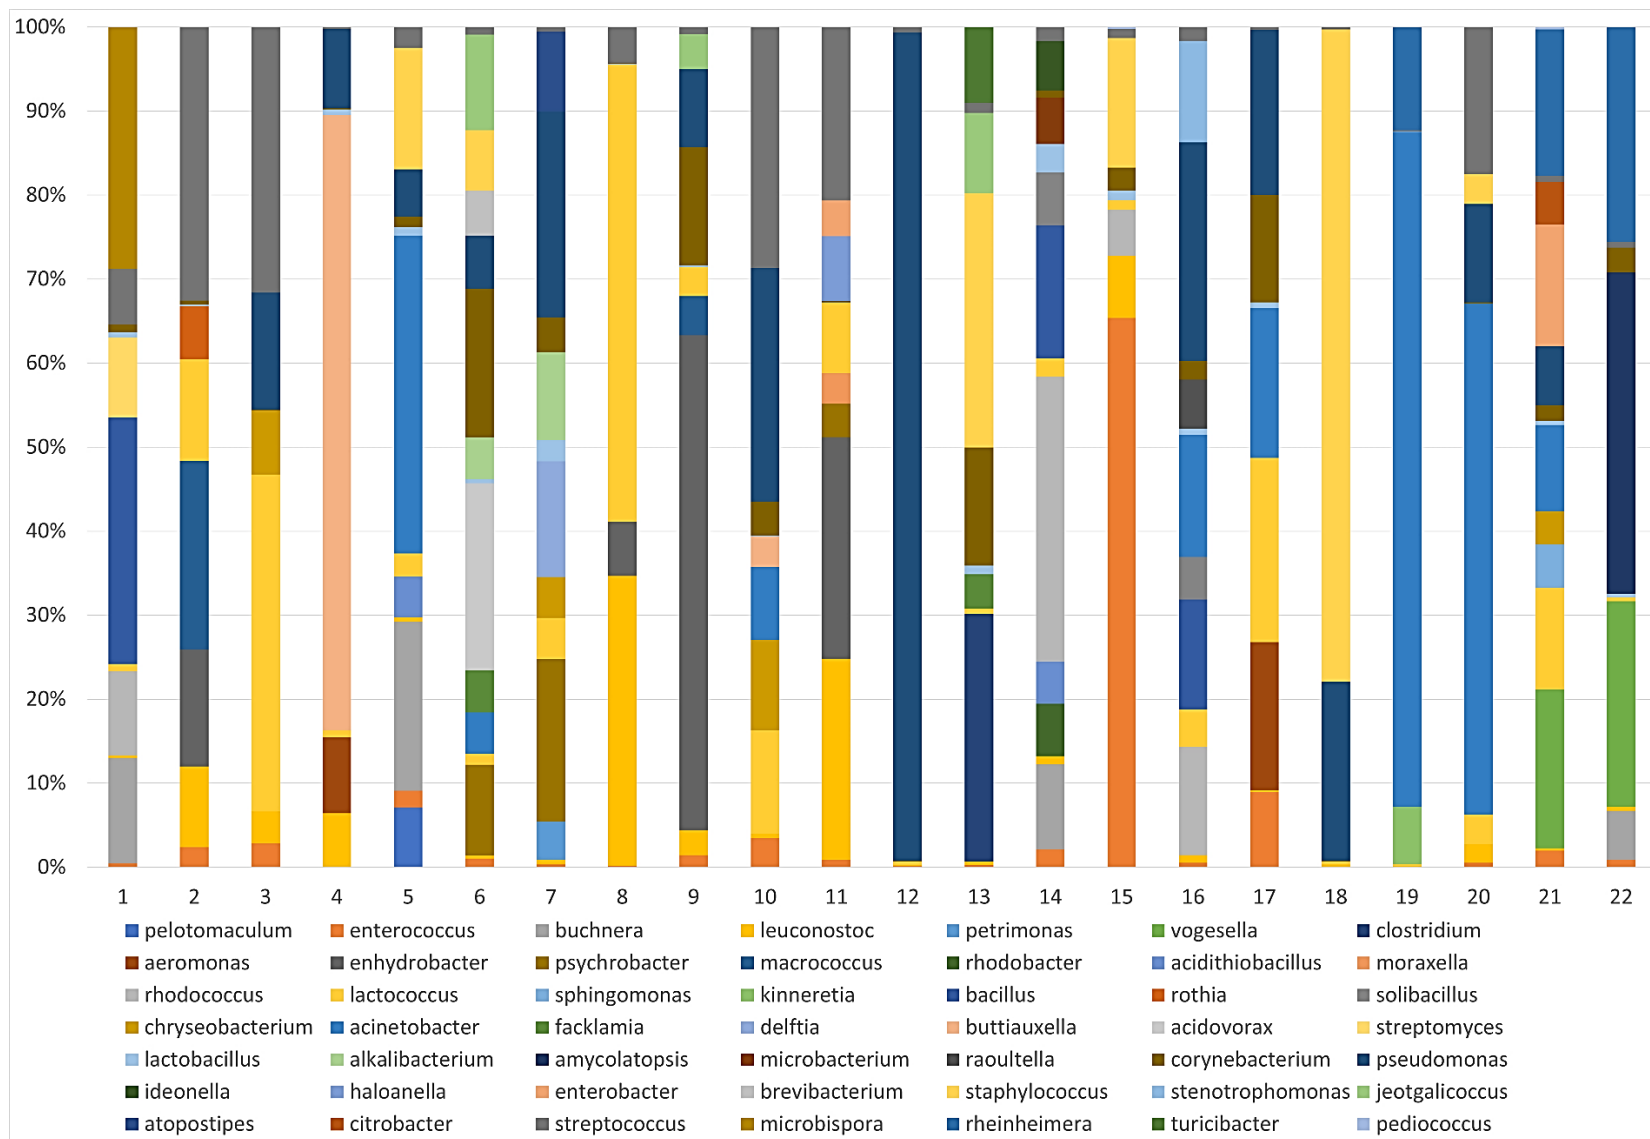 100%
90%
80%
70%
60%
50%
40%
30%
20%
10%
0%
1 2 3 4 5 6 7 8 9 10 11 12 13 14 15 16 17 18 19 20 21 22
pelotomaculum enterococcus buchnera leuconostoc petrimonas vogesella clostridium
aeromonas enhydrobacter psychrobacter macrococcus rhodobacter acidithiobacillus moraxella
rhodococcus lactococcus sphingomonas kinneretia bacillus rothia solibacillus
chryseobacterium acinetobacter facklamia delftia buttiauxella acidovorax streptomyces
lactobacillus alkalibacterium amycolatopsis microbacterium raoultella corynebacterium pseudomonas
ideonella haloanella enterobacter brevibacterium staphylococcus stenotrophomonas jeotgalicoccus
atopostipes citrobacter streptococcus microbispora rheinheimera turicibacter pediococcus